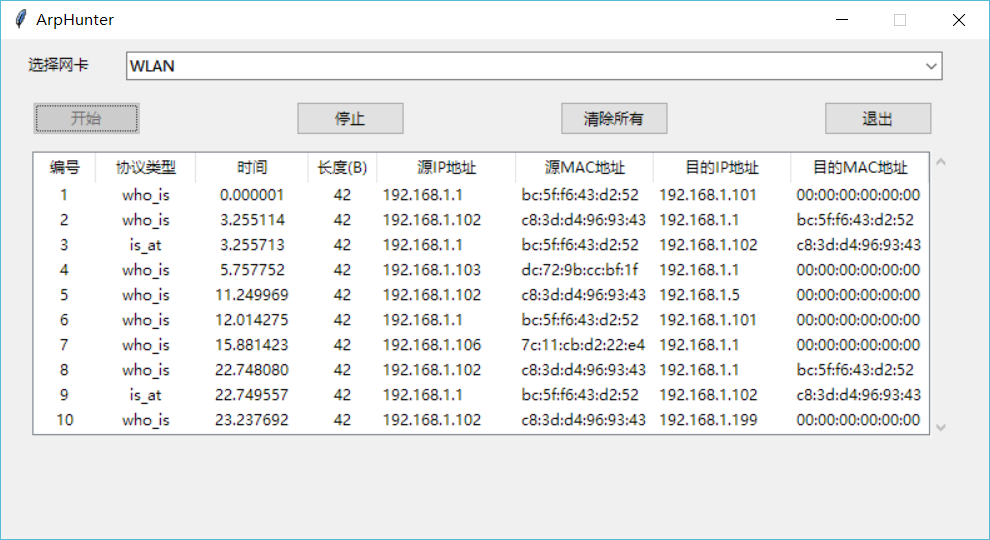 ArpHunter
选择网卡 WLAN
开始 停止 清除所有 退出
编号 协议类型 时间 长度(B) 源IP地址 源MAC地址 目的IP地址 目的MAC地址
1 who_is 0.000001 42 192.168.1.1 bc:5f:f6:43:d2:52 192.168.1.101 00:00:00:00:00:00
2 who_is 3.255114 42 192.168.1.102 c8:3d:d4:96:93:43 192.168.1.1 bc:5f:f6:43:d2:52
3 is_at 3.255713 42 192.168.1.1 bc:5f:f6:43:d2:52 192.168.1.102 c8:3d:d4:96:93:43
4 who_is 5.757752 42 192.168.1.103 dc:72:9b:cc:bf:1f 192.168.1.1 00:00:00:00:00:00
5 who_is 11.249969 42 192.168.1.102 c8:3d:d4:96:93:43 192.168.1.5 00:00:00:00:00:00
6 who_is 12.014275 42 192.168.1.1 bc:5f:f6:43:d2:52 192.168.1.101 00:00:00:00:00:00
7 who_is 15.881423 42 192.168.1.106 7c:11:cb:d2:22:e4 192.168.1.1 00:00:00:00:00:00
8 who_is 22.748080 42 192.168.1.102 c8:3d:d4:96:93:43 192.168.1.1 bc:5f:f6:43:d2:52
9 is_at 22.749557 42 192.168.1.1 bc:5f:f6:43:d2:52 192.168.1.102 c8:3d:d4:96:93:43
10 who_is 23.237692 42 192.168.1.102 c8:3d:d4:96:93:43 192.168.1.199 00:00:00:00:00:00